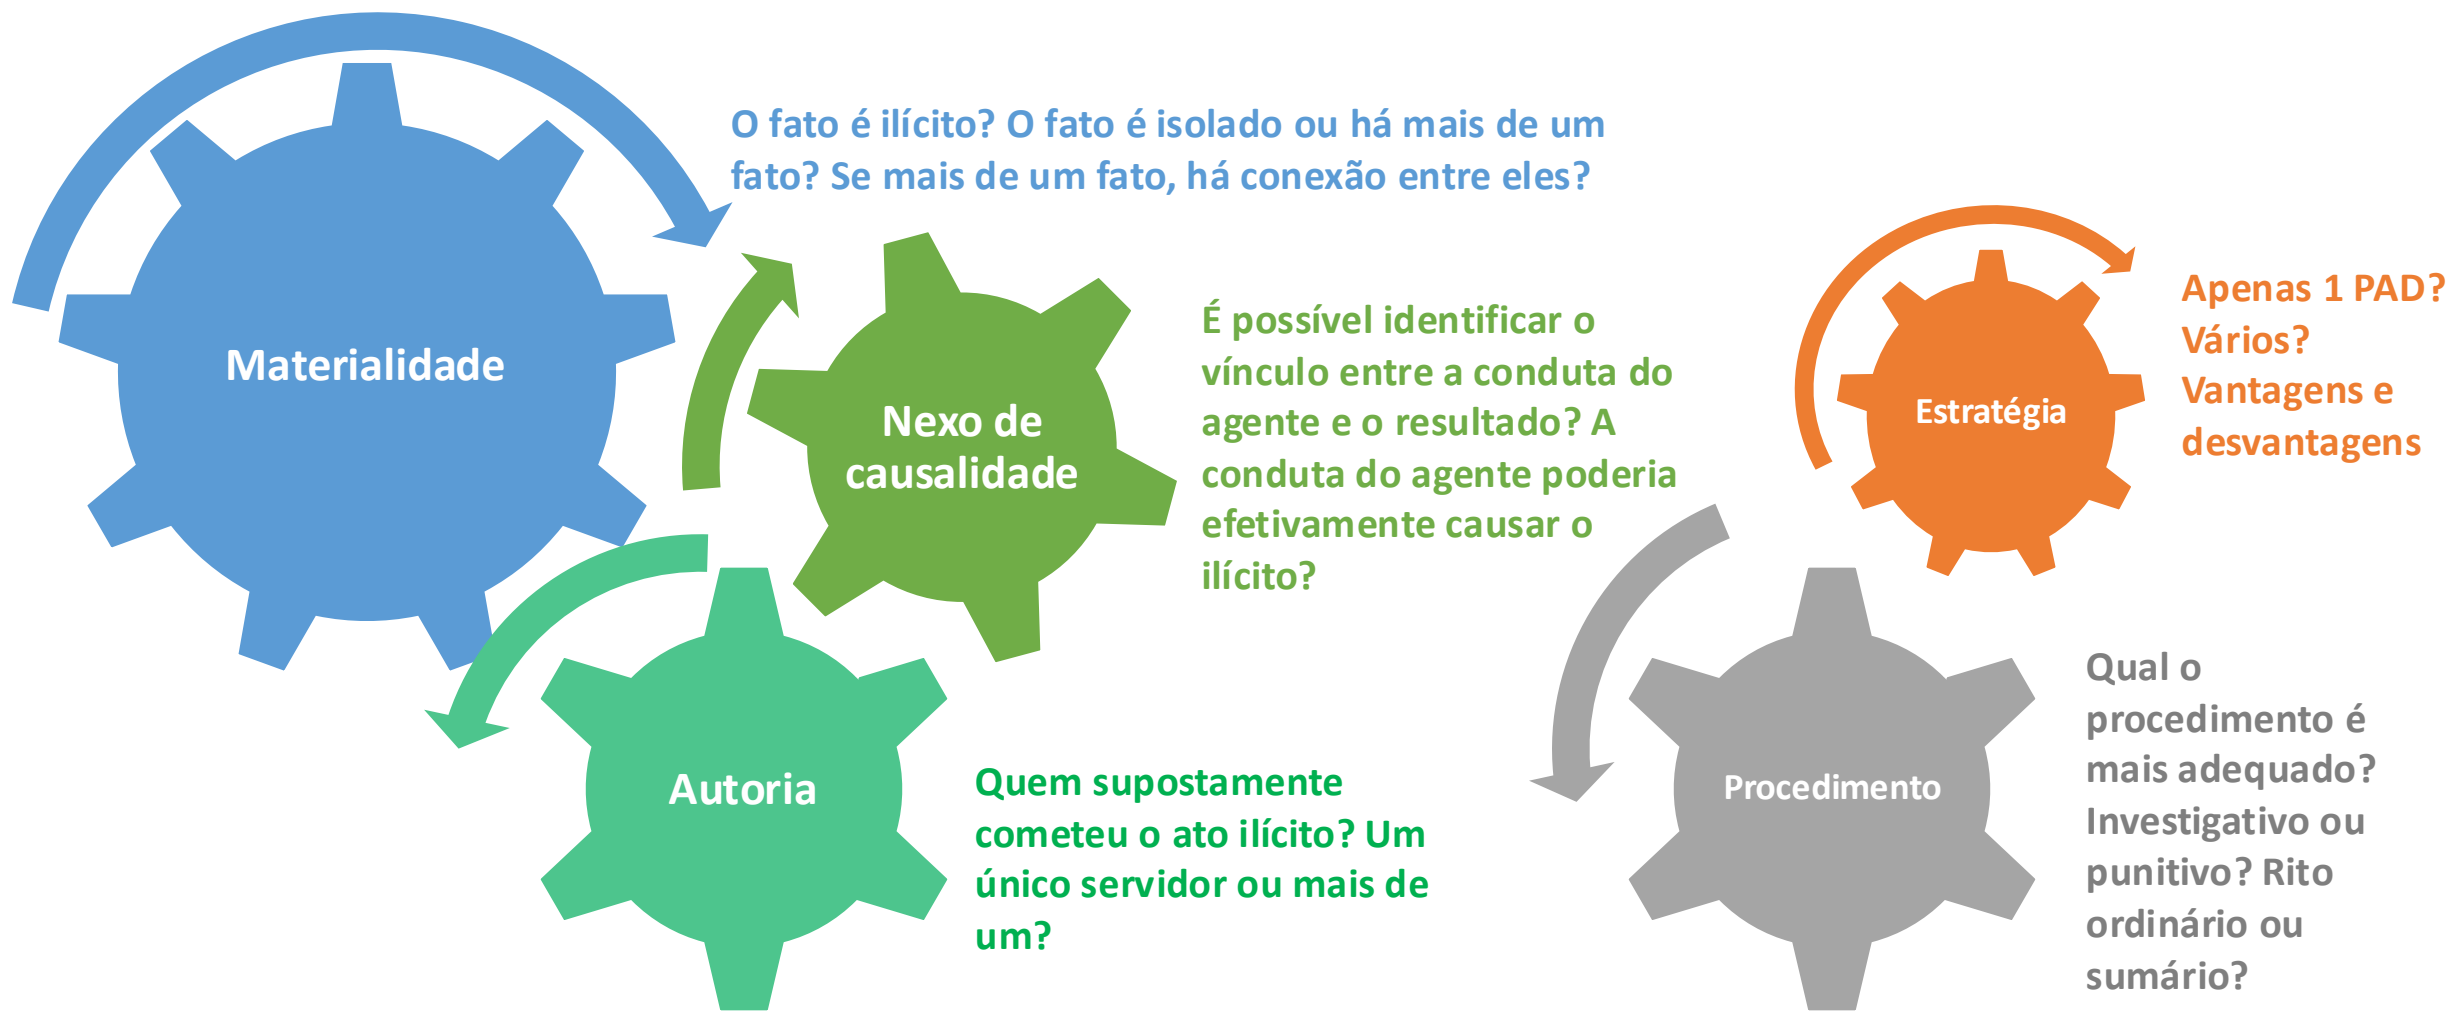 Materialidade
O fato é ilícito? O fato é isolado ou há mais de um
fato? Se mais de um fato, há conexão entre eles?
Nexo de
causalidade
É possível identificar o
vínculo entre a conduta do
agente e o resultado? A
conduta do agente poderia
efetivamente causar o
ilícito?
Autoria
Quem supostamente
cometeu o ato ilícito? Um
único servidor ou mais de
um?
Estratégia
Apenas 1 PAD?
Vários?
Vantagens e
desvantagens
Procedimento
Qual o
procedimento é
mais adequado?
Investigativo ou
punitivo? Rito
ordinário ou
sumário?